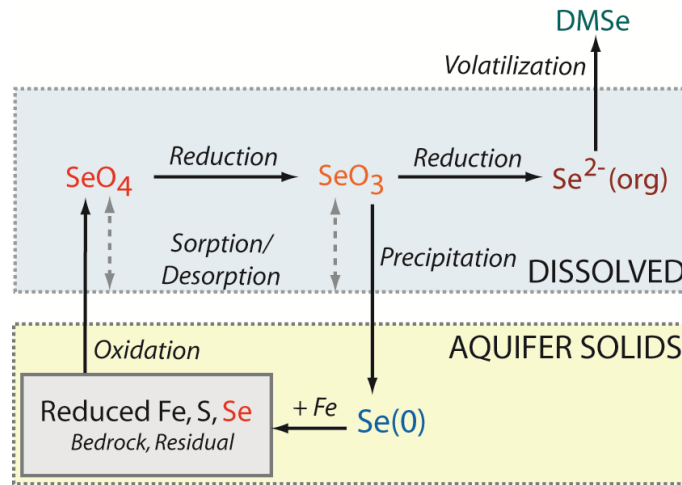 DMSe
Volatilization
Reduction
Reduction
SeO4
SeO3
Se2-(org)
Sorption/
Desorption
Precipitation
DISSOLVED
Oxidation
AQUIFER SOLIDS
Reduced Fe, S, Se
Bedrock, Residual
+ Fe
Se(0)